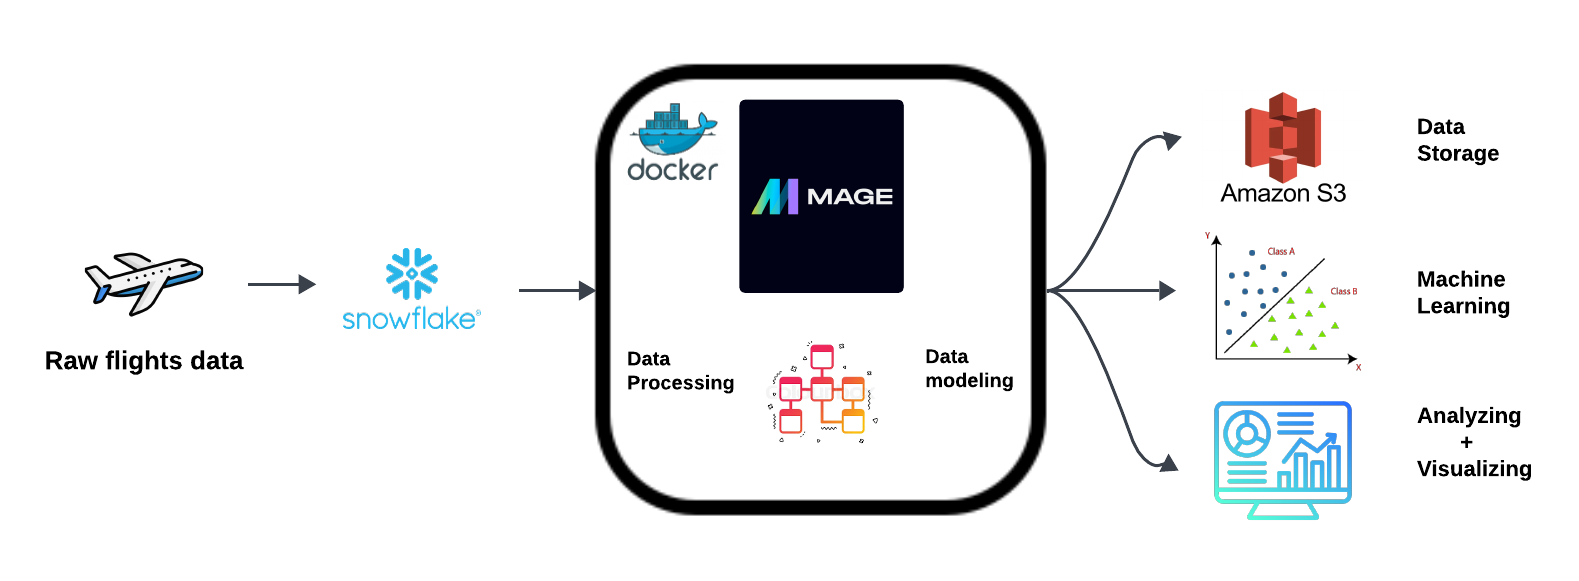 Raw flights data
snowflake®
docker
MAGE
Data
Processing
Data
modeling
Amazon S3
Data
Storage
Y
Class A
Class B
X
Machine
Learning
Analyzing
+
Visualizing